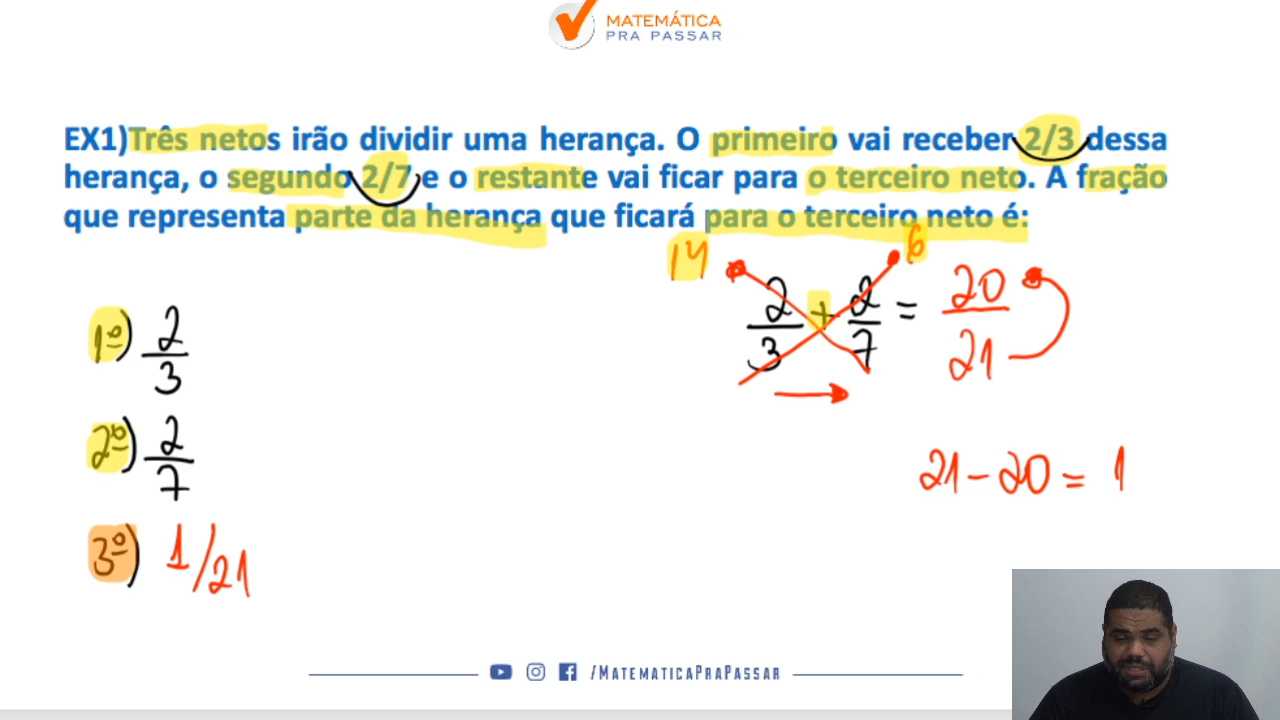 MATEMÁTICA
PRA PASSAR
EX1)Três netos irão dividir uma herança. O primeiro vai receber 2/3 dessa
herança, o segundo 2/7 e o restante vai ficar para o terceiro neto. A fração
que representa parte da herança que ficará para o terceiro neto é:
14 6
2/3 + 2/7 = 20/21
1º) 2/3
2º) 2/7
21 - 20 = 1
3º) 1/21
/MATEMATICAPRAPASSAR